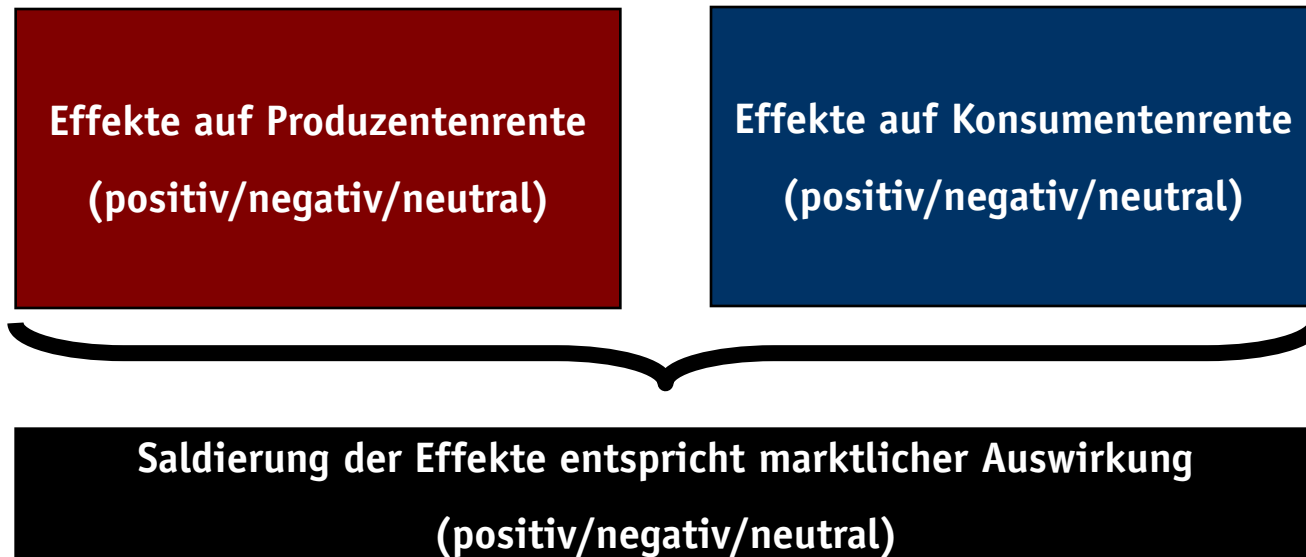 Effekte auf Produzentenrente
(positiv/negativ/neutral)
Effekte auf Konsumentenrente
(positiv/negativ/neutral)
Saldierung der Effekte entspricht marktlicher Auswirkung
(positiv/negativ/neutral)